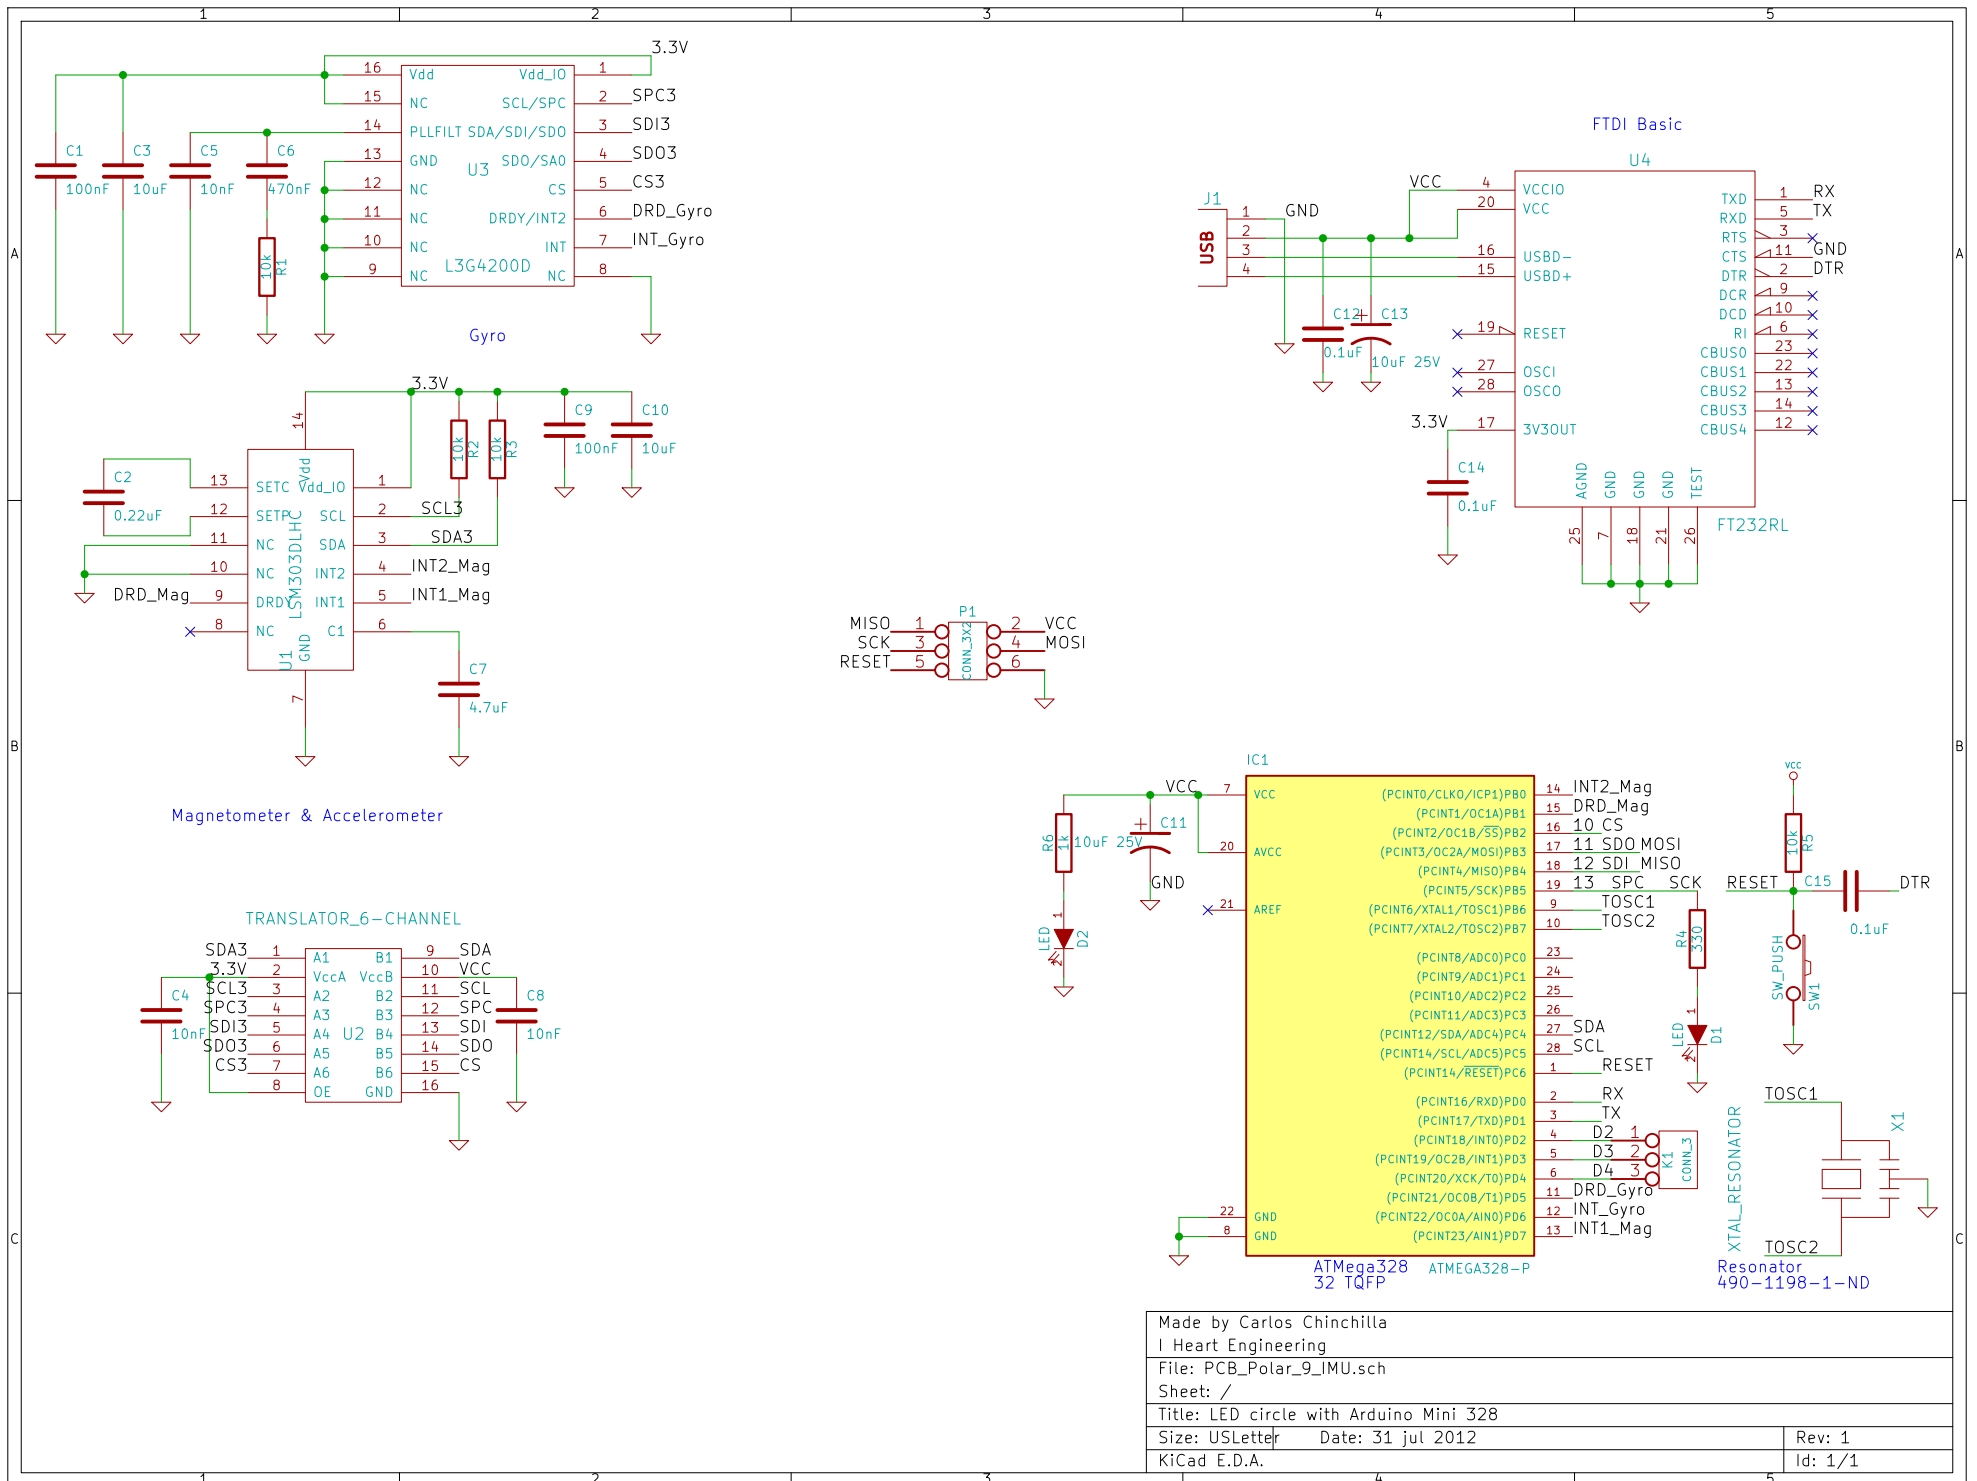 1 2 3 4 5
A
B
C
A
B
C
3.3V
16 Vdd Vdd_IO 1
15 NC SCL/SPC 2 SPC3
14 PLLFILT SDA/SDI/SDO 3 SDI3
13 GND SDO/SA0 4 SDO3
12 NC CS 5 CS3
11 NC DRDY/INT2 6 DRD_Gyro
10 NC INT 7 INT_Gyro
9 NC NC 8
U3
L3G4200D
C1
100nF
C3
10uF
C5
10nF
C6
470nF
10k
R1
Gyro
3.3V
14
Vdd
13 SETC Vdd_IO 1
12 SETP SCL 2 SCL3
11 NC SDA 3 SDA3
10 NC INT2 4 INT2_Mag
DRD_Mag 9 DRDY INT1 5 INT1_Mag
8 NC C1 6
LSM303DLHC
U1
GND
7
C2
0.22uF
10k
R2
10k
R3
C9
100nF
C10
10uF
C7
4.7uF
Magnetometer & Accelerometer
TRANSLATOR_6-CHANNEL
SDA3 1 A1 B1 9 SDA
3.3V 2 VccA VccB 10 VCC
SCL3 3 A2 B2 11 SCL
SPC3 4 A3 B3 12 SPC
SDI3 5 A4 B4 13 SDI
SDO3 6 A5 B5 14 SDO
CS3 7 A6 B6 15 CS
8 OE GND 16
U2
C4
10nF
C8
10nF
P1
MISO 1 2 VCC
SCK 3 4 MOSI
RESET 5 6
CONN_3X2
FTDI Basic
U4
J1
USB
1 GND
2
3
4
VCC
4 VCCIO
20 VCC
16 USBD-
15 USBD+
19 RESET
27 OSCI
28 OSCO
3.3V 17 3V3OUT
TXD 1 RX
RXD 5 TX
RTS 3
CTS 11 GND
DTR 2 DTR
DCR 9
DCD 10
RI 6
CBUS0 23
CBUS1 22
CBUS2 13
CBUS3 14
CBUS4 12
AGND GND GND GND TEST
25 7 18 21 26
FT232RL
C12
0.1uF
+ C13
10uF 25V
C14
0.1uF
IC1
VCC
7 VCC
20 AVCC
21 AREF
22 GND
8 GND
(PCINT0/CLKO/ICP1)PB0 14 INT2_Mag
(PCINT1/OC1A)PB1 15 DRD_Mag
(PCINT2/OC1B/SS)PB2 16 10 CS
(PCINT3/OC2A/MOSI)PB3 17 11 SDO MOSI
(PCINT4/MISO)PB4 18 12 SDI MISO
(PCINT5/SCK)PB5 19 13 SPC SCK
(PCINT6/XTAL1/TOSC1)PB6 9 TOSC1
(PCINT7/XTAL2/TOSC2)PB7 10 TOSC2
(PCINT8/ADC0)PC0 23
(PCINT9/ADC1)PC1 24
(PCINT10/ADC2)PC2 25
(PCINT11/ADC3)PC3 26
(PCINT12/SDA/ADC4)PC4 27 SDA
(PCINT14/SCL/ADC5)PC5 28 SCL
(PCINT14/RESET)PC6 1 RESET
(PCINT16/RXD)PD0 2 RX
(PCINT17/TXD)PD1 3 TX
(PCINT18/INT0)PD2 4 D2 1
(PCINT19/OC2B/INT1)PD3 5 D3 2
(PCINT20/XCK/T0)PD4 6 D4 3
(PCINT21/OC0B/T1)PD5 11 DRD_Gyro
(PCINT22/OC0A/AIN0)PD6 12 INT_Gyro
(PCINT23/AIN1)PD7 13 INT1_Mag
K1
CONN_3
ATMega328
32 TQFP
ATMEGA328-P
R6
1k
+ C11
10uF 25V
GND
LED
1
2
D2
R4
330
LED
1
2
D1
VCC
10k
R5
RESET
C15
0.1uF
DTR
SW_PUSH
SW1
TOSC1
TOSC2
XTAL_RESONATOR
X1
Resonator
490-1198-1-ND
Made by Carlos Chinchilla
I Heart Engineering
File: PCB_Polar_9_IMU.sch
Sheet: /
Title: LED circle with Arduino Mini 328
Size: USLetter Date: 31 jul 2012 Rev: 1
KiCad E.D.A. Id: 1/1
1 2 3 4 5